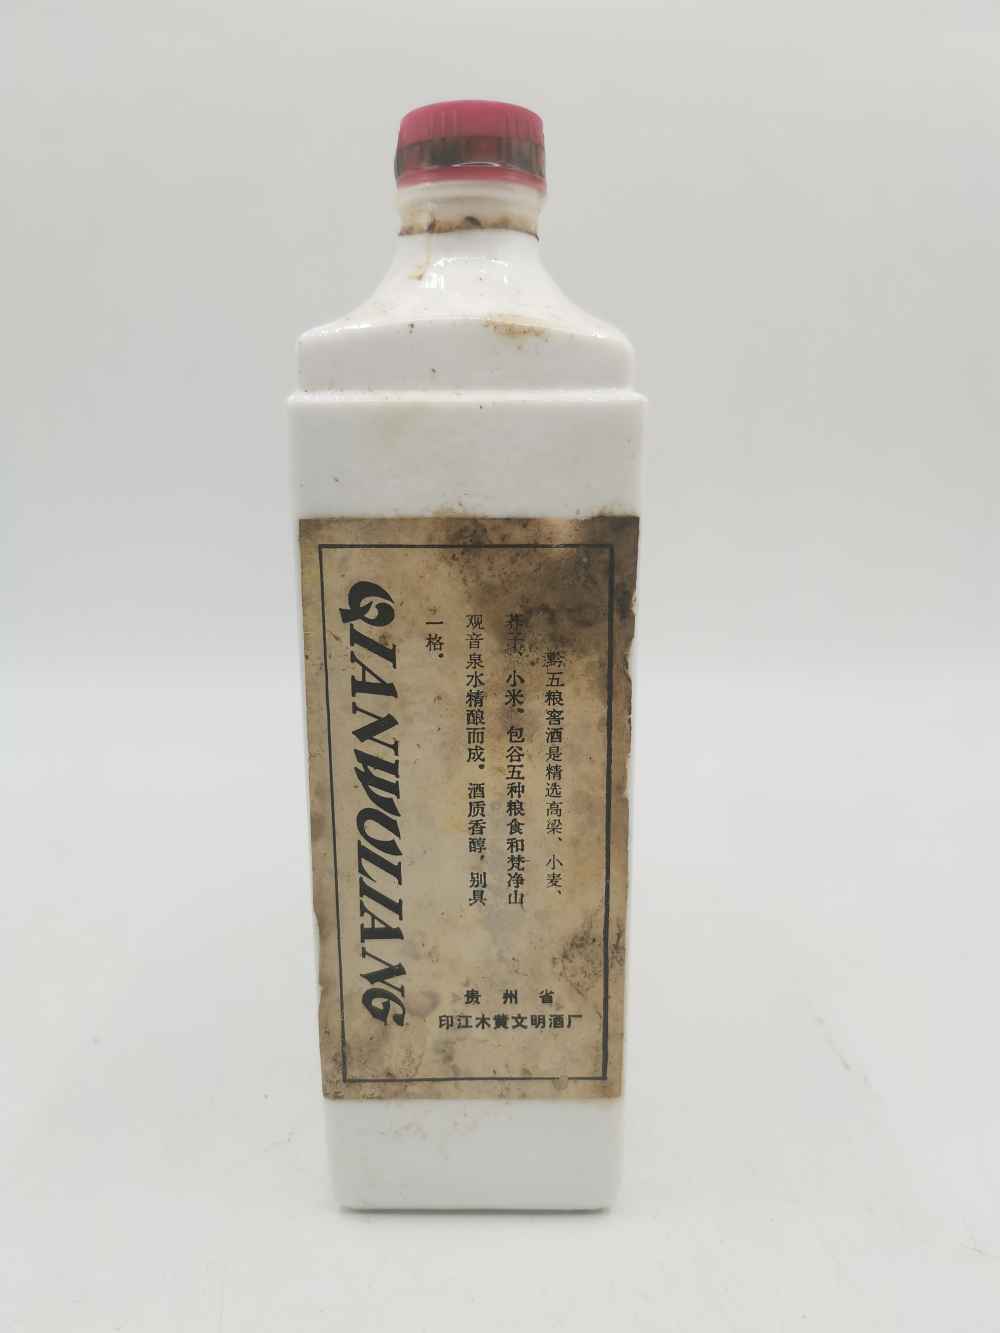 黔五粮窖酒是精选高梁、小麦、
荞子、小米、包谷五种粮食和梵净山
观音泉水精酿而成。酒质香醇，别具
一格.
QIANWULIANG
贵州省
印江木黄文明酒厂